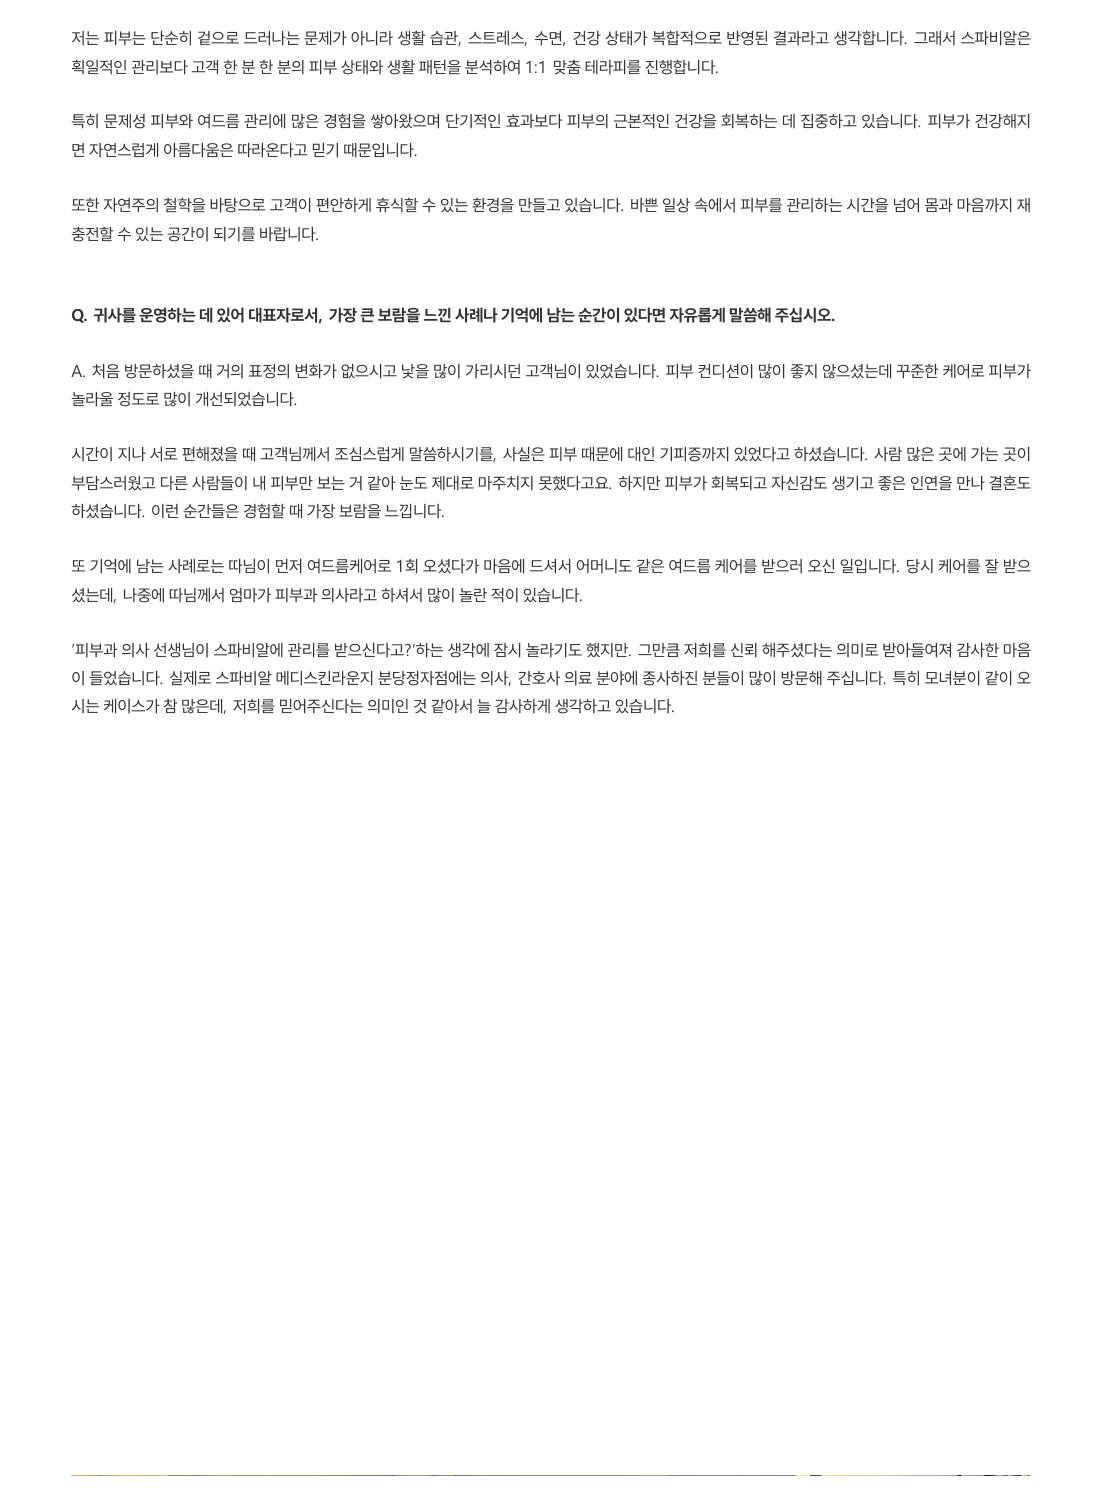 저는 피부는 단순히 겉으로 드러나는 문제가 아니라 생활 습관, 스트레스, 수면, 건강 상태가 복합적으로 반영된 결과라고 생각합니다. 그래서 스파비알은
획일적인 관리보다 고객 한 분 한 분의 피부 상태와 생활 패턴을 분석하여 1:1 맞춤 테라피를 진행합니다.
특히 문제성 피부와 여드름 관리에 많은 경험을 쌓아왔으며 단기적인 효과보다 피부의 근본적인 건강을 회복하는 데 집중하고 있습니다. 피부가 건강해지
면 자연스럽게 아름다움은 따라온다고 믿기 때문입니다.
또한 자연주의 철학을 바탕으로 고객이 편안하게 휴식할 수 있는 환경을 만들고 있습니다. 바쁜 일상 속에서 피부를 관리하는 시간을 넘어 몸과 마음까지 재
충전할 수 있는 공간이 되기를 바랍니다.
Q. 귀사를 운영하는 데 있어 대표자로서, 가장 큰 보람을 느낀 사례나 기억에 남는 순간이 있다면 자유롭게 말씀해 주십시오.
A. 처음 방문하셨을 때 거의 표정의 변화가 없으시고 낯을 많이 가리시던 고객님이 있었습니다. 피부 컨디션이 많이 좋지 않으셨는데 꾸준한 케어로 피부가
놀라울 정도로 많이 개선되었습니다.
시간이 지나 서로 편해졌을 때 고객님께서 조심스럽게 말씀하시기를, 사실은 피부 때문에 대인 기피증까지 있었다고 하셨습니다. 사람 많은 곳에 가는 곳이
부담스러웠고 다른 사람들이 내 피부만 보는 거 같아 눈도 제대로 마주치지 못했다고요. 하지만 피부가 회복되고 자신감도 생기고 좋은 인연을 만나 결혼도
하셨습니다. 이런 순간들은 경험할 때 가장 보람을 느낍니다.
또 기억에 남는 사례로는 따님이 먼저 여드름케어로 1회 오셨다가 마음에 드셔서 어머니도 같은 여드름 케어를 받으러 오신 일입니다. 당시 케어를 잘 받으
셨는데, 나중에 따님께서 엄마가 피부과 의사라고 하셔서 많이 놀란 적이 있습니다.
'피부과 의사 선생님이 스파비알에 관리를 받으신다고?'하는 생각에 잠시 놀라기도 했지만. 그만큼 저희를 신뢰 해주셨다는 의미로 받아들여져 감사한 마음
이 들었습니다. 실제로 스파비알 메디스킨라운지 분당정자점에는 의사, 간호사 의료 분야에 종사하진 분들이 많이 방문해 주십니다. 특히 모녀분이 같이 오
시는 케이스가 참 많은데, 저희를 믿어주신다는 의미인 것 같아서 늘 감사하게 생각하고 있습니다.